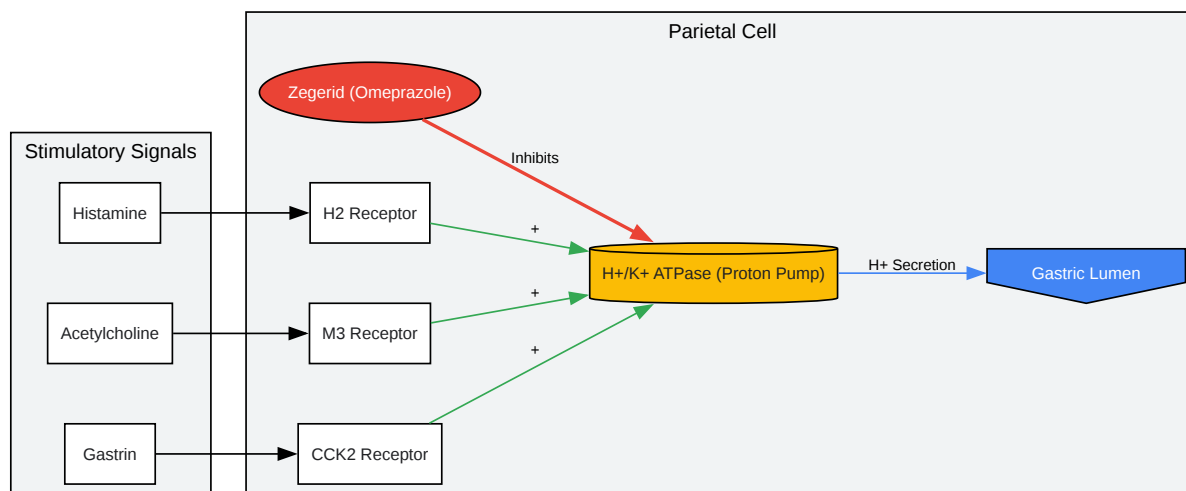 Parietal Cell
Zegerid (Omeprazole)
Stimulatory Signals
Inhibits
Histamine
H2 Receptor
+
H+/K+ ATPase (Proton Pump)
H+ Secretion
Gastric Lumen
+
Acetylcholine
M3 Receptor
+
Gastrin
CCK2 Receptor